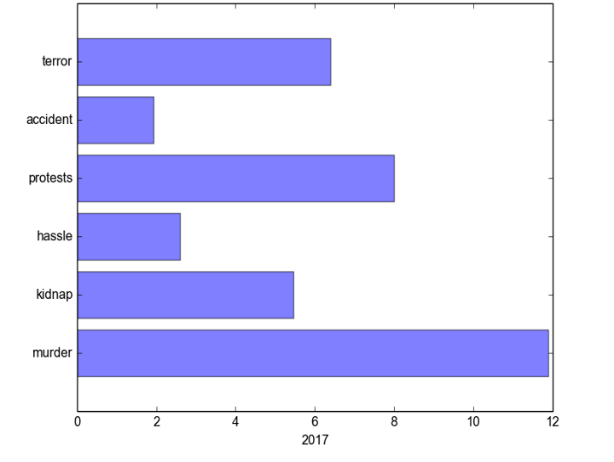 terror
accident
protests
hassle
kidnap
murder
0 2 4 6 8 10 12
2017